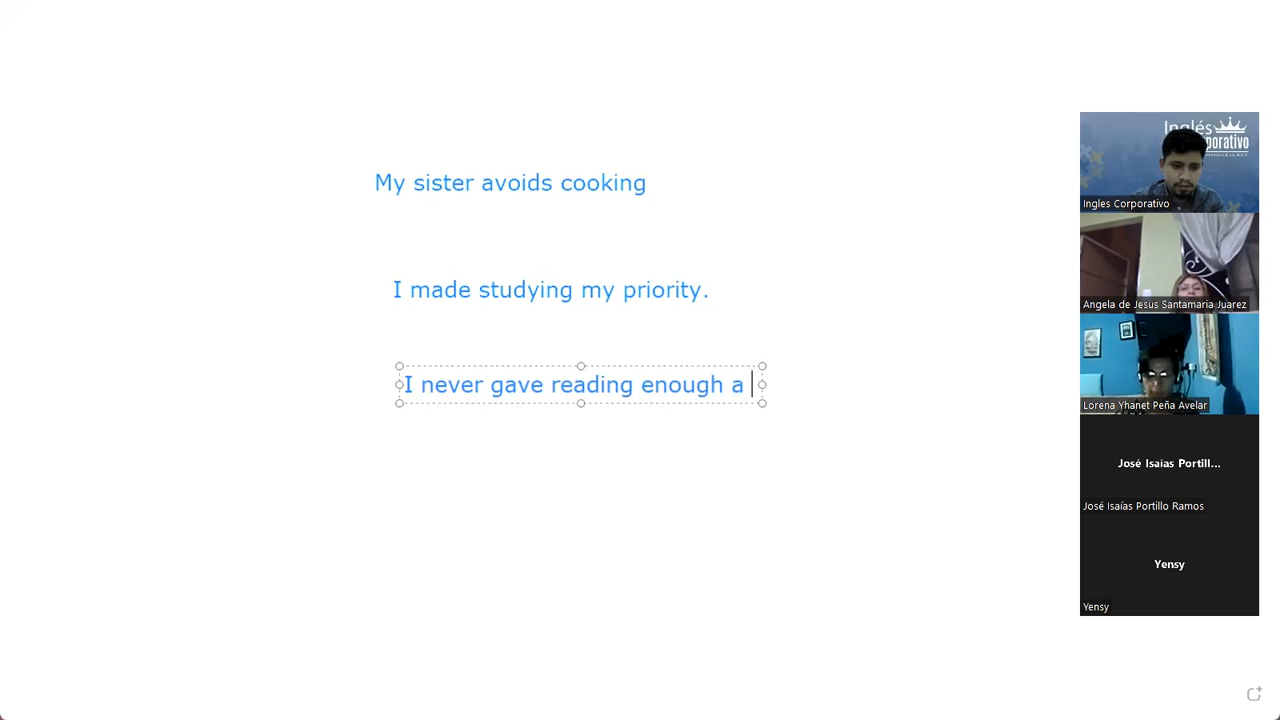 My sister avoids cooking
I made studying my priority.
I never gave reading enough a
Inglés
Ingles Corporativo
Angela de Jesus Santamaria Juarez
Lorena Yhanet Peña Avelar
José Isaías Portill...
José Isaías Portillo Ramos
Yensy
Yensy